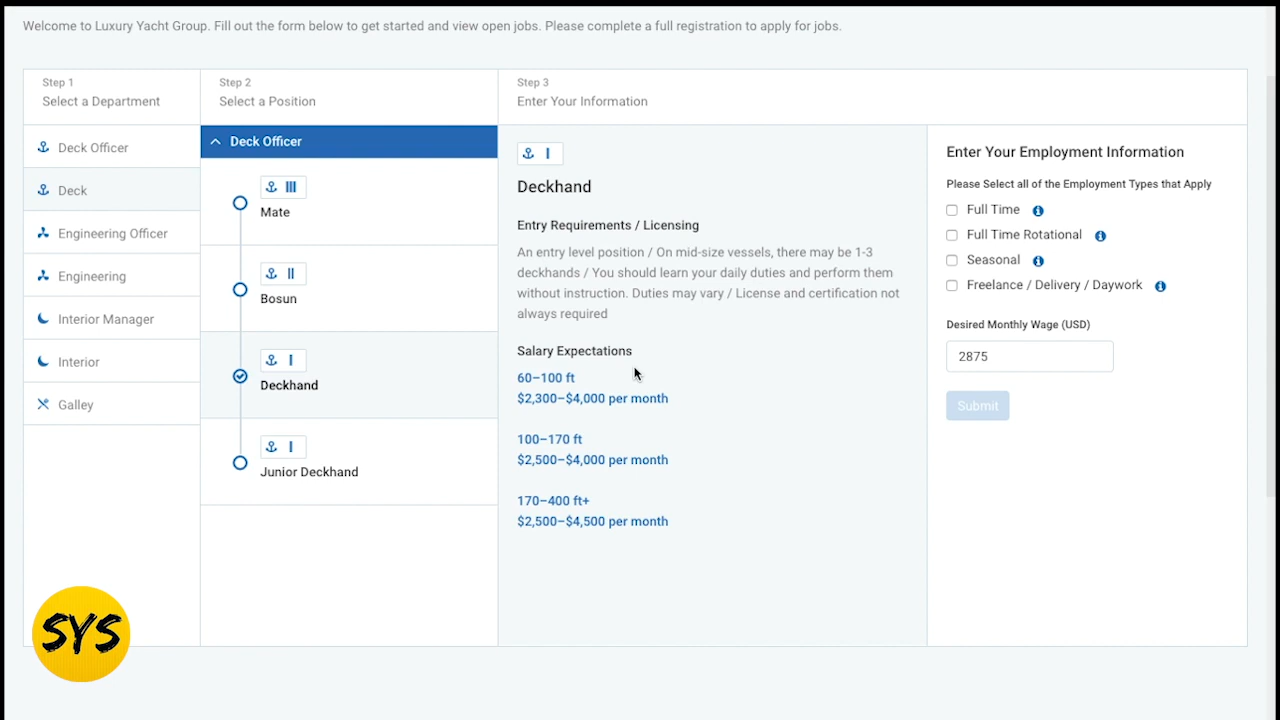 Welcome to Luxury Yacht Group. Fill out the form below to get started and view open jobs. Please complete a full registration to apply for jobs.
Step 1
Select a Department
Step 2
Select a Position
Step 3
Enter Your Information
Deck Officer
Deck
Engineering Officer
Engineering
Interior Manager
Interior
Galley
Deck Officer
Mate
Bosun
Deckhand
Junior Deckhand
Deckhand
Entry Requirements / Licensing
An entry level position / On mid-size vessels, there may be 1-3
deckhands / You should learn your daily duties and perform them
without instruction. Duties may vary / License and certification not
always required
Salary Expectations
60–100 ft
$2,300–$4,000 per month
100–170 ft
$2,500–$4,000 per month
170–400 ft+
$2,500–$4,500 per month
Enter Your Employment Information
Please Select all of the Employment Types that Apply
Full Time
Full Time Rotational
Seasonal
Freelance / Delivery / Daywork
Desired Monthly Wage (USD)
2875
Submit
SYS